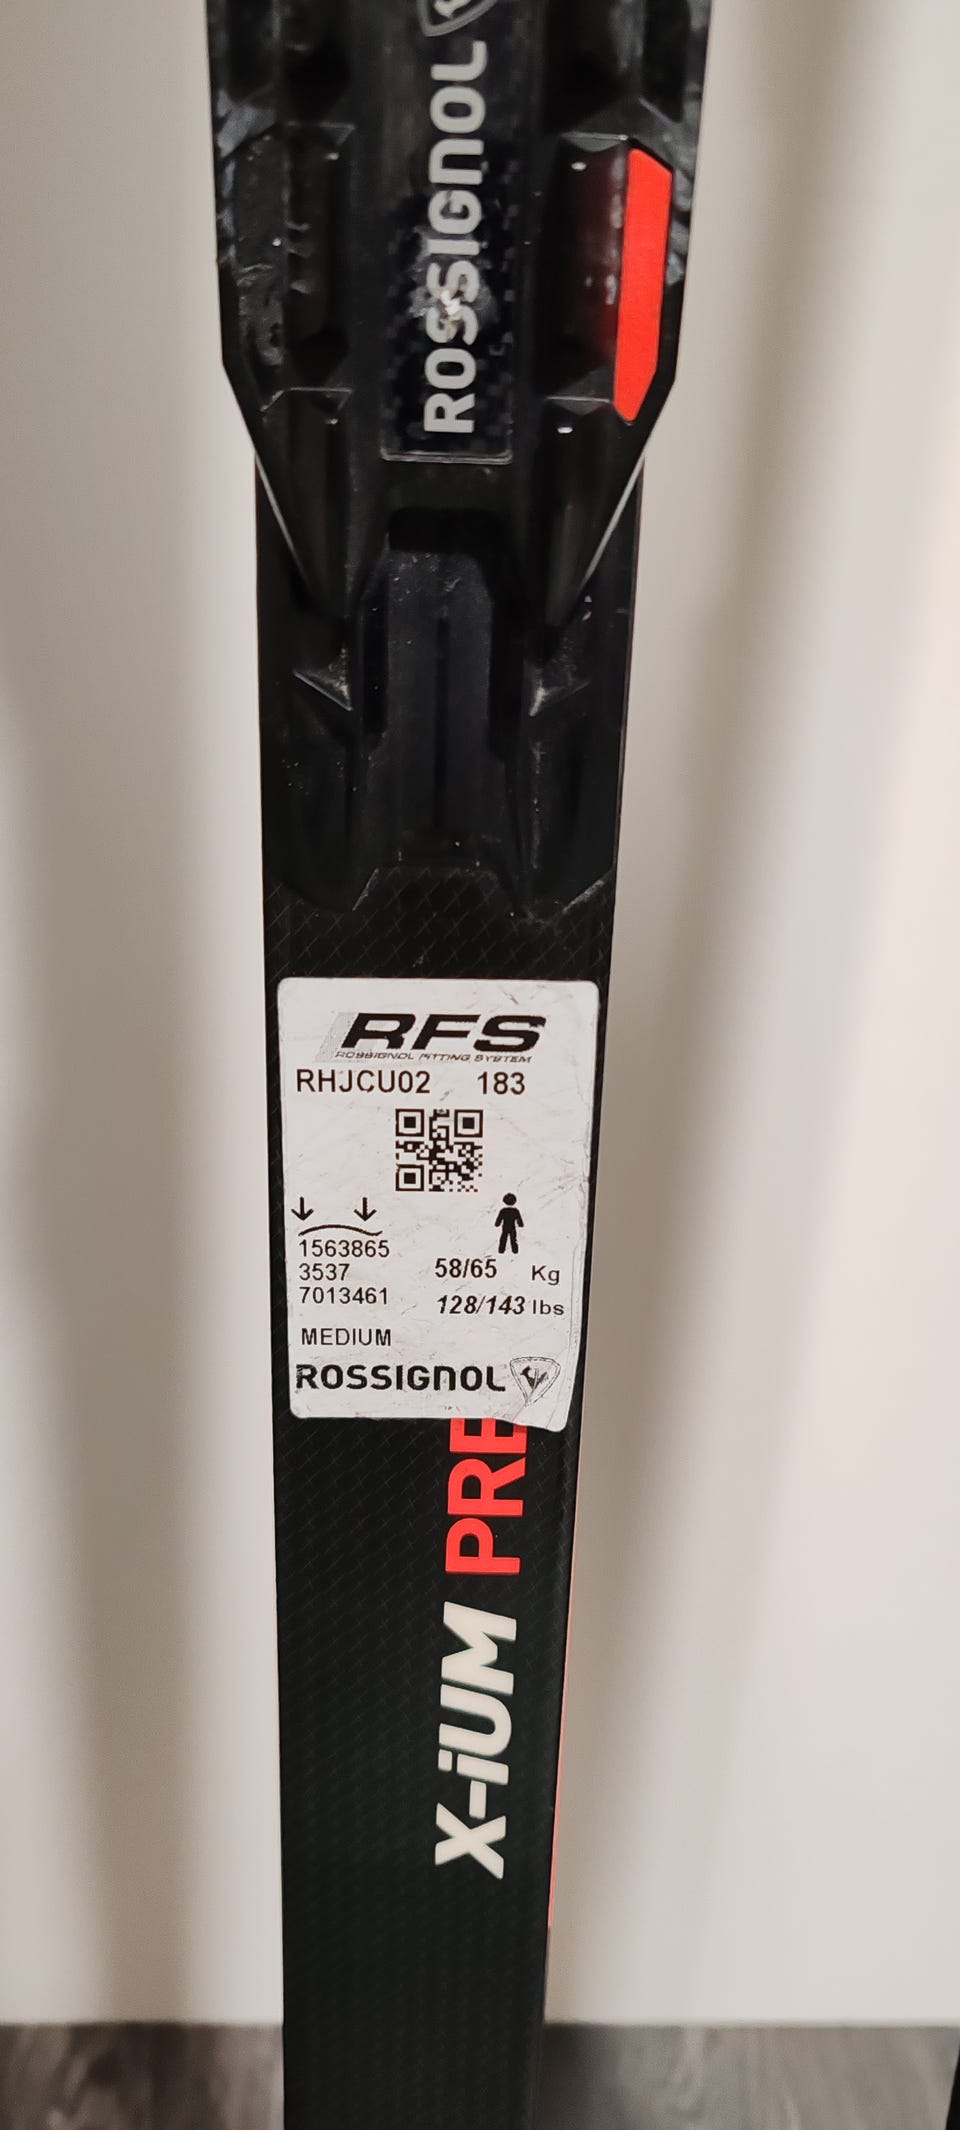 ROSSIGNOL
RFS
ROSSIGNOL FITTING SYSTEM
RHJCU02 183
1563865
3537
7013461
58/65 Kg
128/143 lbs
MEDIUM
ROSSIGNOL
X-iUM PRE